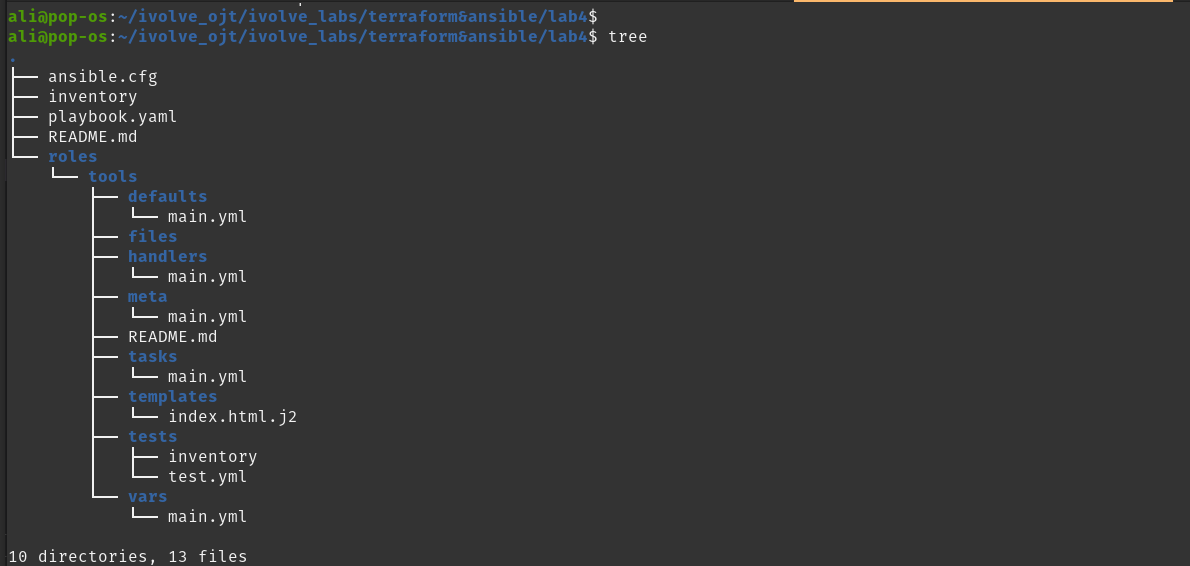 ali@pop-os:~/ivolve_ojt/ivolve_labs/terraform&ansible/lab4$
ali@pop-os:~/ivolve_ojt/ivolve_labs/terraform&ansible/lab4$ tree
.
├── ansible.cfg
├── inventory
├── playbook.yaml
├── README.md
└── roles
    └── tools
        ├── defaults
        │   └── main.yml
        ├── files
        ├── handlers
        │   └── main.yml
        ├── meta
        │   └── main.yml
        ├── README.md
        ├── tasks
        │   └── main.yml
        ├── templates
        │   └── index.html.j2
        ├── tests
        │   ├── inventory
        │   └── test.yml
        └── vars
            └── main.yml
10 directories, 13 files